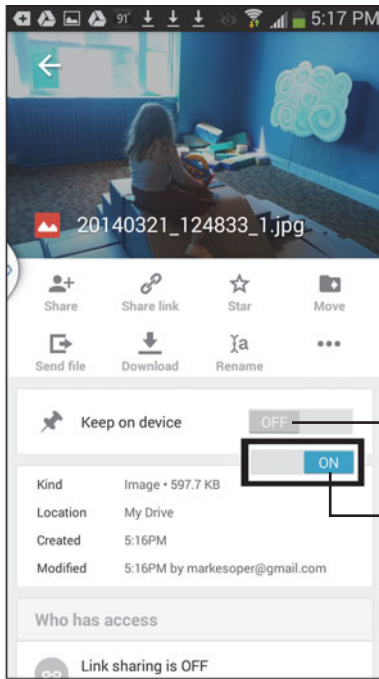 91° 5:17 PM
20140321_124833_1.jpg
Share Share link Star Move
Send file Download Rename
Keep on device OFF
ON
Kind Image • 597.7 KB
Location My Drive
Created 5:16PM
Modified 5:16PM by markesoper@gmail.com
Who has access
Link sharing is OFF